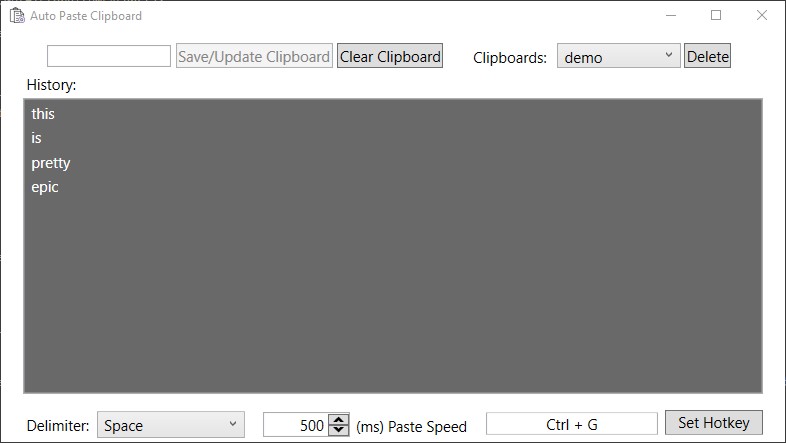 Auto Paste Clipboard
Save/Update Clipboard Clear Clipboard Clipboards: demo Delete
History:
this
is
pretty
epic
Delimiter: Space 500 (ms) Paste Speed Ctrl + G Set Hotkey